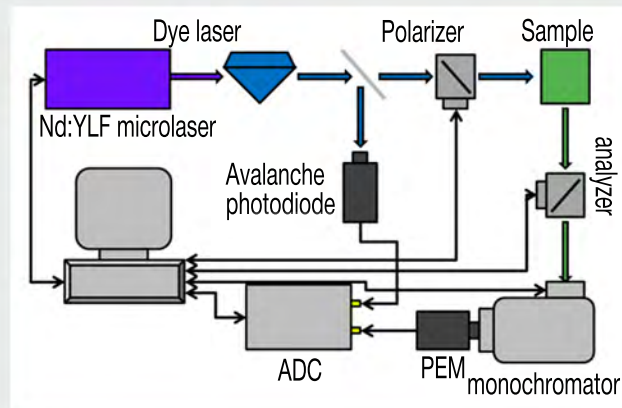 Dye laser
Polarizer
Sample
Nd:YLF microlaser
Avalanche
photodiode
analyzer
ADC
PEM
monochromator